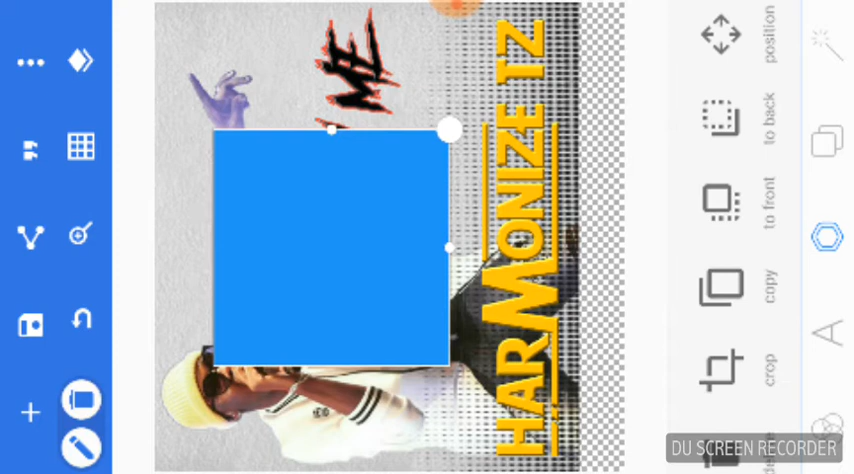 ME
HARMONIZE TZ
position
to back
to front
copy
crop
DU SCREEN RECORDER